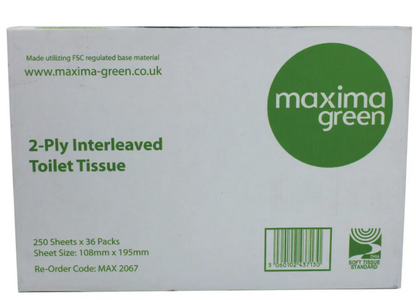 Made utilizing FSC regulated base material
www.maxima-green.co.uk
maxima
green
2-Ply Interleaved
Toilet Tissue
250 Sheets x 36 Packs
Sheet Size: 108mm x 195mm
Re-Order Code: MAX 2067
5060102437130
SOFT TISSUE
STANDARD